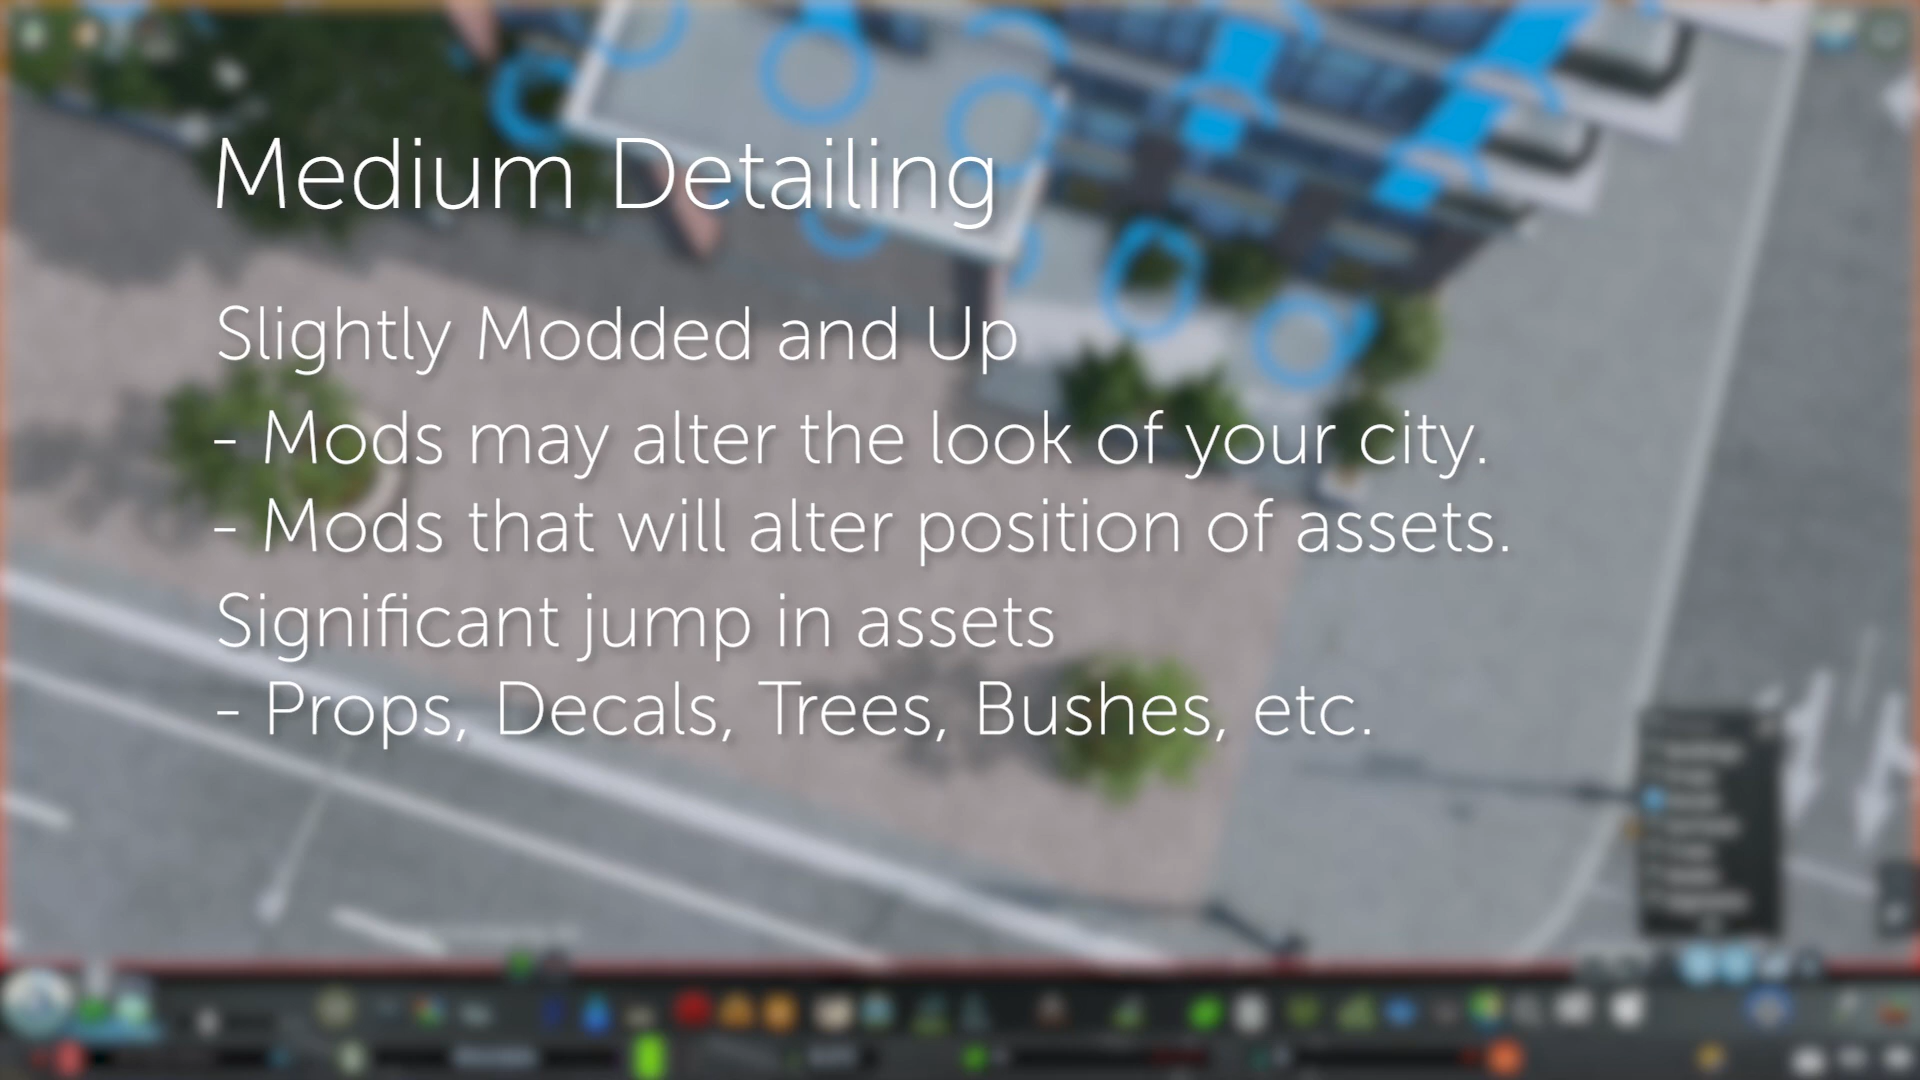 Medium Detailing
Slightly Modded and Up
- Mods may alter the look of your city.
- Mods that will alter position of assets.
Significant jump in assets
- Props, Decals, Trees, Bushes, etc.